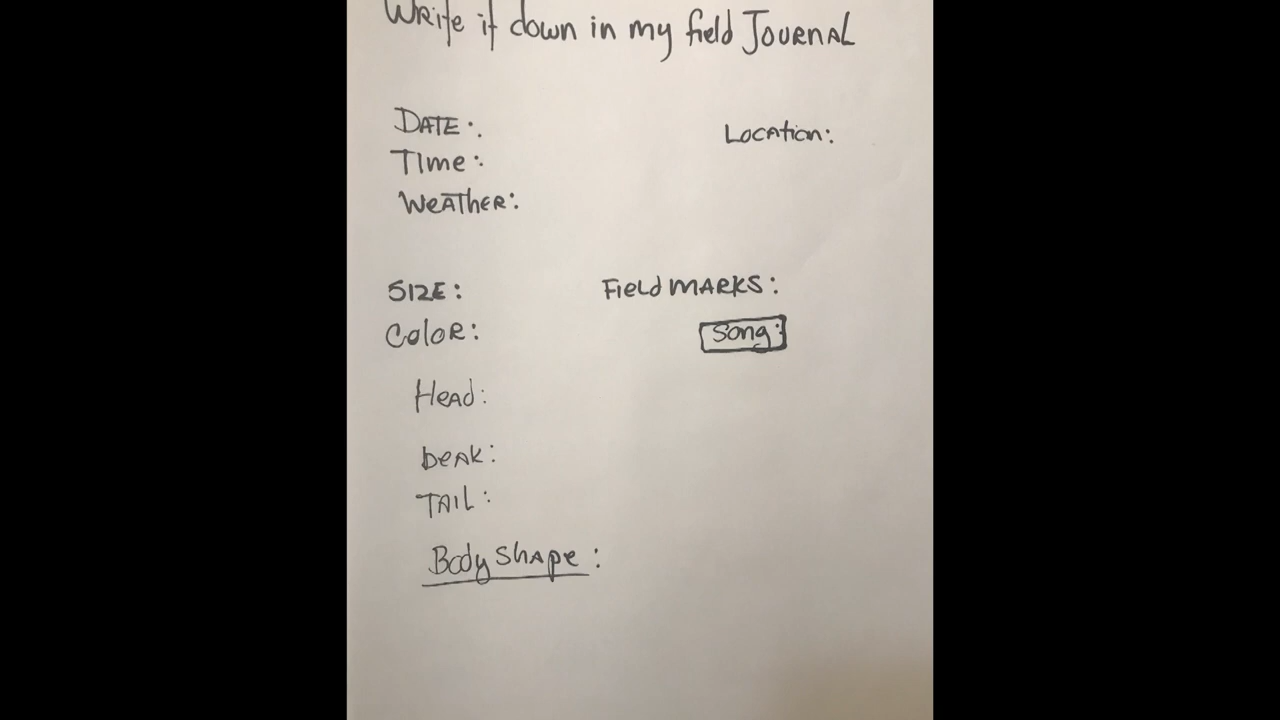 Write it down in my field JOURNAL
DATE:.
Location:
Time:
WeATHER:
SIZE:
Field MARKS:
ColoR:
Song:
HeAd:
beAk:
TAIL:
Body ShApe: